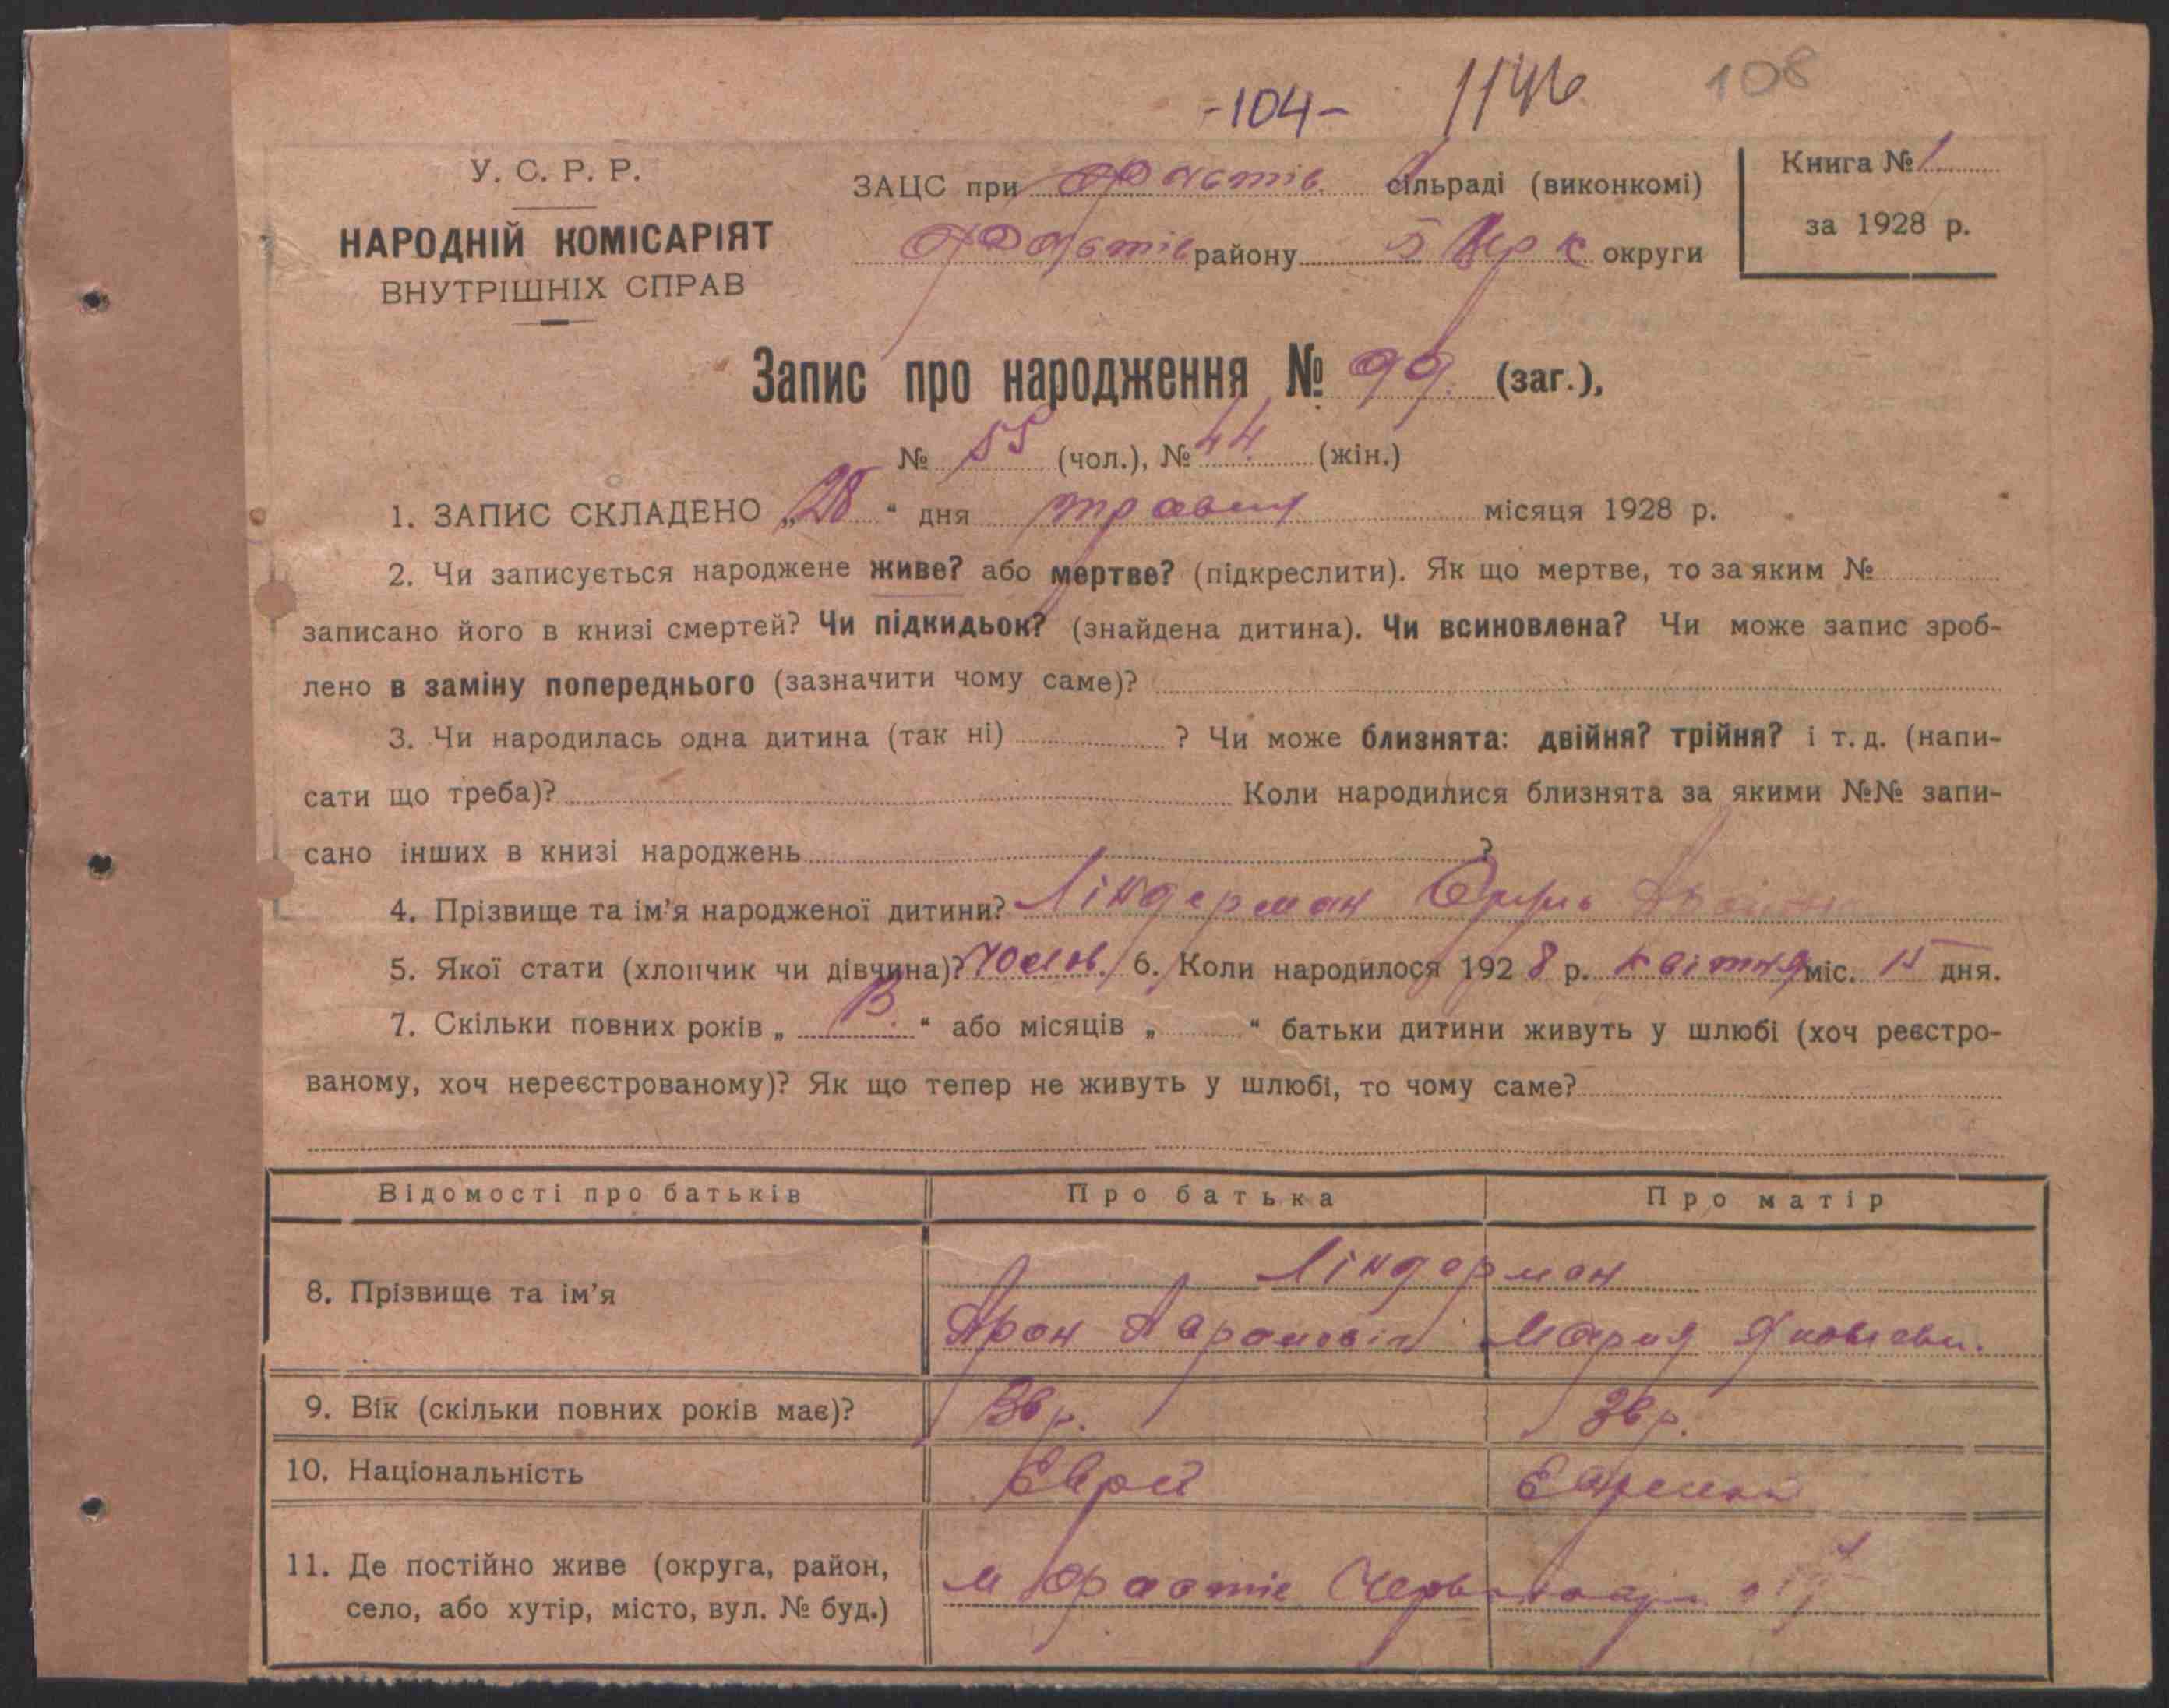 -104- 1146 108
У. С. Р. Р.
НАРОДНІЙ КОМІСАРІЯТ
ВНУТРІШНІХ СПРАВ
ЗАЦС при Фастів. сільраді (виконкомі)
Фастів району Б Церк округи
Книга № 1
за 1928 р.
Запис про народження № 99. (заг.),
№ 55 (чол.), № 44. (жін.)
1. ЗАПИС СКЛАДЕНО „28“ дня травня місяця 1928 р.
2. Чи записується народжене живе? або мертве? (підкреслити). Як що мертве, то за яким №
записано його в книзі смертей? Чи підкидьок? (знайдена дитина). Чи всиновлена? Чи може запис зроб-
лено в заміну попереднього (зазначити чому саме)?
3. Чи народилась одна дитина (так ні) ? Чи може близнята: двійня? трійня? і т. д. (напи-
сати що треба)? Коли народилися близнята за якими №№ запи-
сано інших в книзі народжень ?
4. Прізвище та ім’я народженої дитини? Ліндерман
5. Якої стати (хлопчик чи дівчина)? Чолов. 6. Коли народилося 1928 р. квітня міс. 15 дня.
7. Скільки повних років „ 13. “ або місяців „ “ батьки дитини живуть у шлюбі (хоч реєстро-
ваному, хоч нереєстрованому)? Як що тепер не живуть у шлюбі, то чому саме?
Відомості про батьків Про батька Про матір
8. Прізвище та ім’я Ліндерман
Арон Марія Яковлевн.
9. Вік (скільки повних років має)? 36 р. 36 р.
10. Національність Єврей Єврейка
11. Де постійно живе (округа, район,
село, або хутір, місто, вул. № буд.)
м Фастів